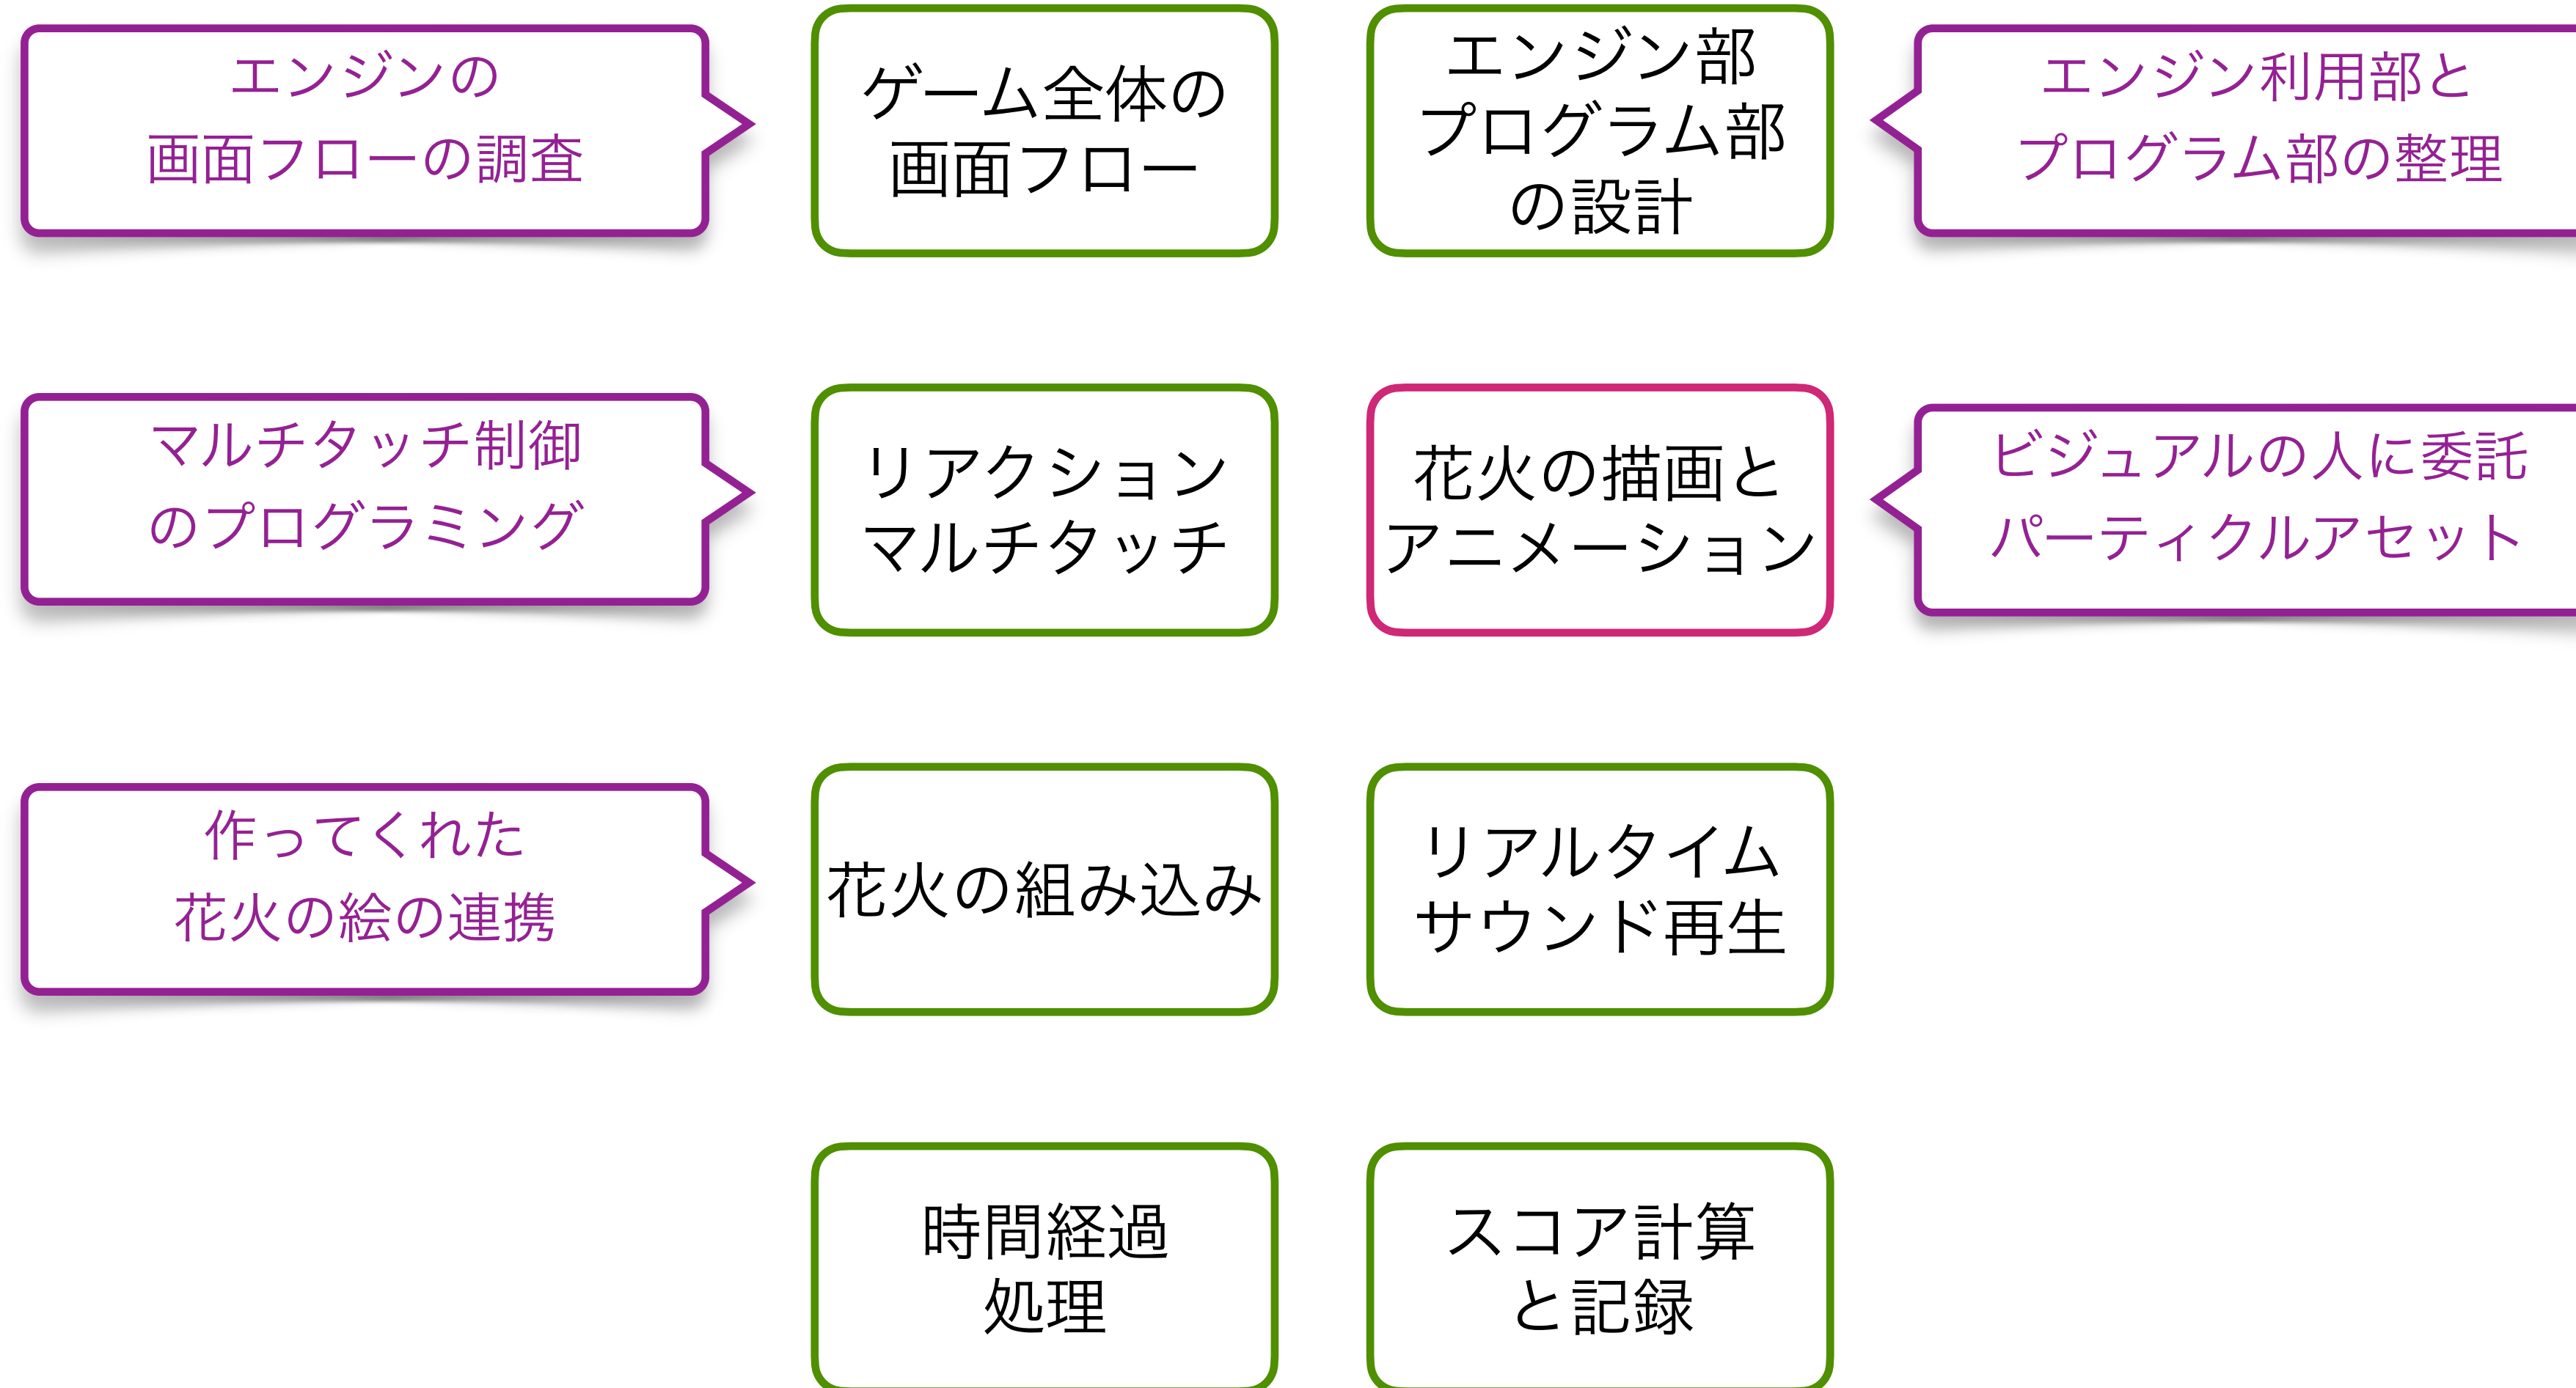 エンジンの
画面フローの調査
ゲーム全体の
画面フロー
エンジン部
プログラム部
の設計
エンジン利用部と
プログラム部の整理
マルチタッチ制御
のプログラミング
リアクション
マルチタッチ
花火の描画と
アニメーション
ビジュアルの人に委託
パーティクルアセット
作ってくれた
花火の絵の連携
花火の組み込み
リアルタイム
サウンド再生
時間経過
処理
スコア計算
と記録